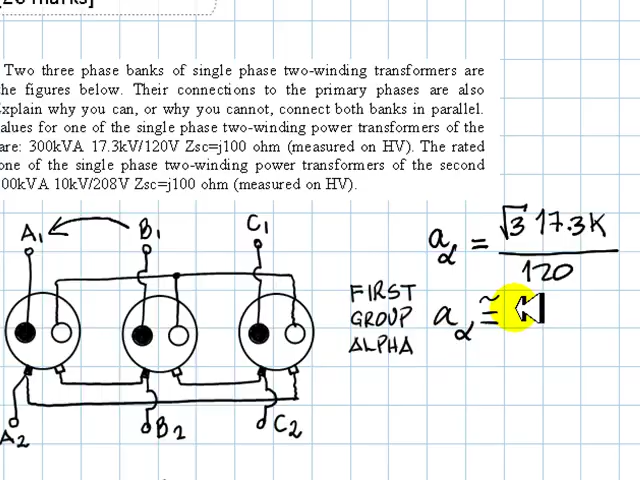 [20 marks]
Two three phase banks of single phase two-winding transformers are
the figures below. Their connections to the primary phases are also
Explain why you can, or why you cannot, connect both banks in parallel.
alues for one of the single phase two-winding power transformers of the
are: 300kVA 17.3kV/120V Zsc=j100 ohm (measured on HV). The rated
one of the single phase two-winding power transformers of the second
00kVA 10kV/208V Zsc=j100 ohm (measured on HV).
A1 B1 C1
aα = √3 17.3K
120
FIRST
GROUP
ALPHA
aα ≅
A2 B2 C2